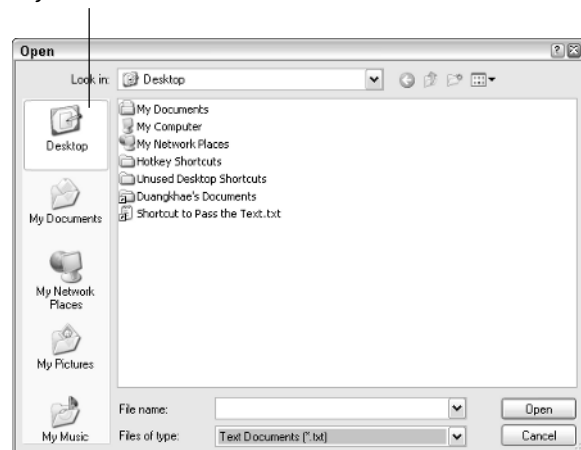 Open
Look in: Desktop
Desktop
My Documents
My Network Places
My Pictures
My Music
My Documents
My Computer
My Network Places
Hotkey Shortcuts
Unused Desktop Shortcuts
Duangkhae's Documents
Shortcut to Pass the Text.txt
File name:
Open
Files of type: Text Documents (*.txt)
Cancel